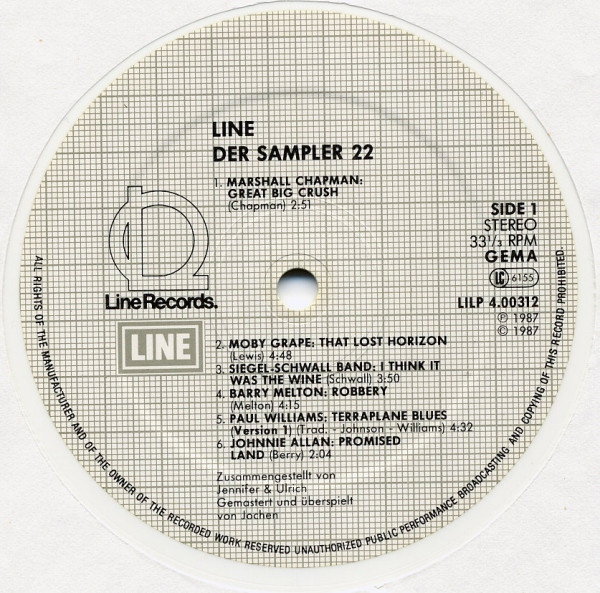 LINE
DER SAMPLER 22
1. MARSHALL CHAPMAN:
GREAT BIG CRUSH
(Chapman) 2:51
SIDE 1
STEREO
33 1/3 RPM
GEMA
LC 6155
LILP 4.00312
℗ 1987
© 1987
Line Records.
LINE
2. MOBY GRAPE: THAT LOST HORIZON
(Lewis) 4:48
3. SIEGEL-SCHWALL BAND: I THINK IT
WAS THE WINE (Schwall) 3:50
4. BARRY MELTON: ROBBERY
(Melton) 4:15
5. PAUL WILLIAMS: TERRAPLANE BLUES
(Version 1) (Trad. - Johnson - Williams) 4:32
6. JOHNNIE ALLAN: PROMISED
LAND (Berry) 2:04
Zusammengestellt von
Jennifer & Ulrich
Gemastert und überspielt
von Jochen
ALL RIGHTS OF THE MANUFACTURER AND OF THE OWNER OF THE RECORDED WORK RESERVED UNAUTHORIZED PUBLIC PERFORMANCE BROADCASTING AND COPYING OF THIS RECORD PROHIBITED.